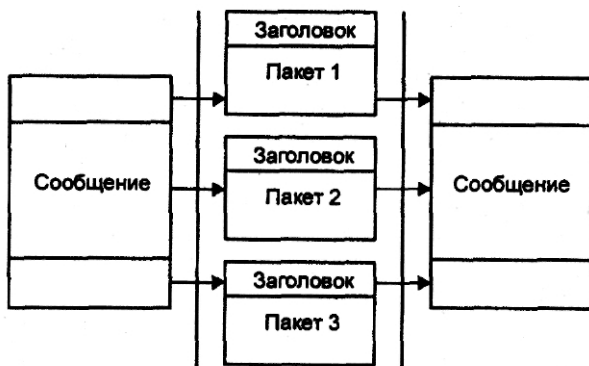 Заголовок
Пакет 1
Сообщение
Заголовок
Пакет 2
Сообщение
Заголовок
Пакет 3